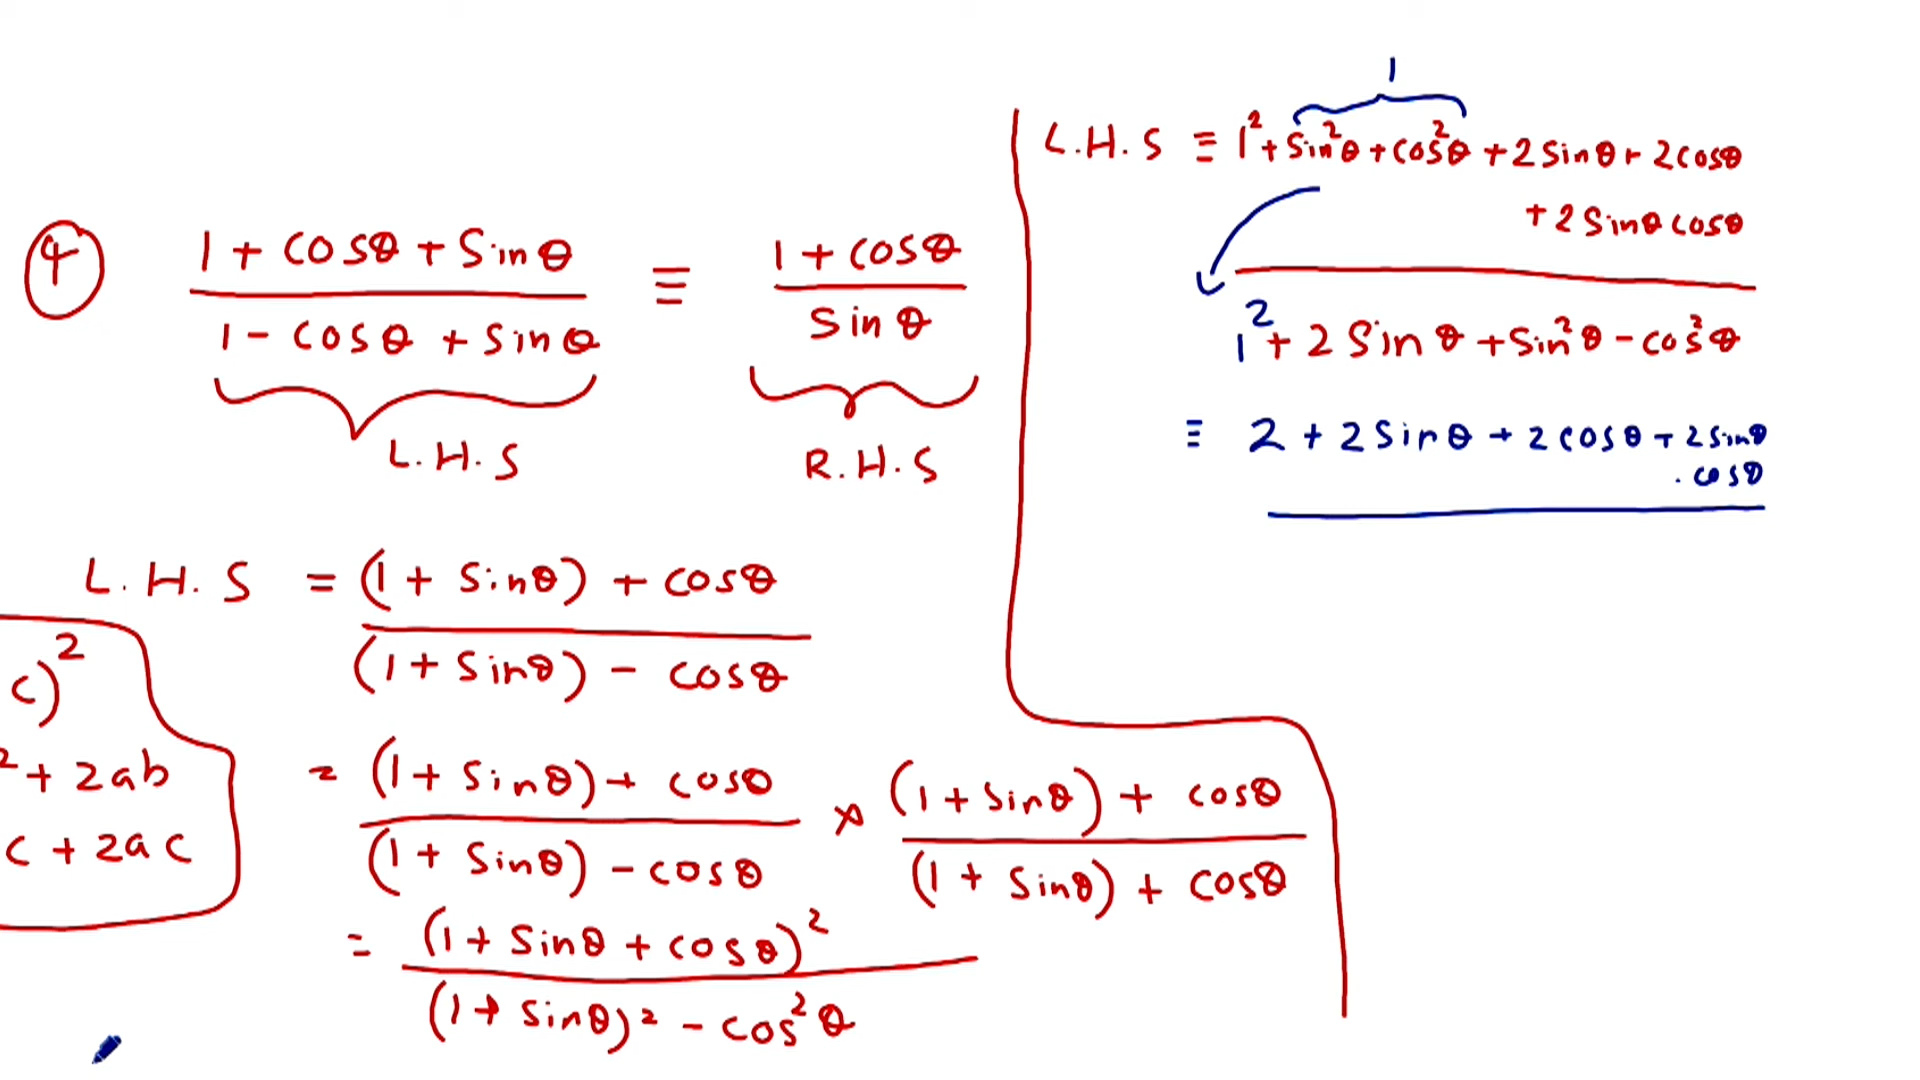 ④ 1 + cosθ + sinθ / 1 - cosθ + sinθ ≡ 1 + cosθ / sinθ
L.H.S R.H.S
L.H.S = (1 + sinθ) + cosθ / (1 + sinθ) - cosθ
= (1 + sinθ) + cosθ / (1 + sinθ) - cosθ × (1 + sinθ) + cosθ / (1 + sinθ) + cosθ
= (1 + sinθ + cosθ)² / (1 + sinθ)² - cos²θ
c)²
² + 2ab
c + 2ac
1
L.H.S ≡ 1² + sin²θ + cos²θ + 2sinθ + 2cosθ
+ 2sinθcosθ
1² + 2sinθ + sin²θ - cos²θ
≡ 2 + 2sinθ + 2cosθ + 2sinθ
. cosθ